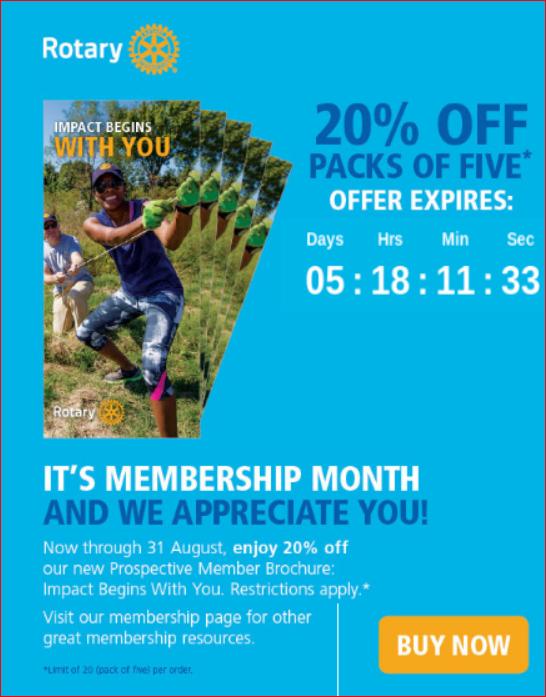 Rotary
IMPACT BEGINS
WITH YOU
Rotary
20% OFF
PACKS OF FIVE*
OFFER EXPIRES:
Days Hrs Min Sec
05 : 18 : 11 : 33
IT'S MEMBERSHIP MONTH
AND WE APPRECIATE YOU!
Now through 31 August, enjoy 20% off
our new Prospective Member Brochure:
Impact Begins With You. Restrictions apply.*
Visit our membership page for other
great membership resources.
*Limit of 20 (pack of five) per order.
BUY NOW